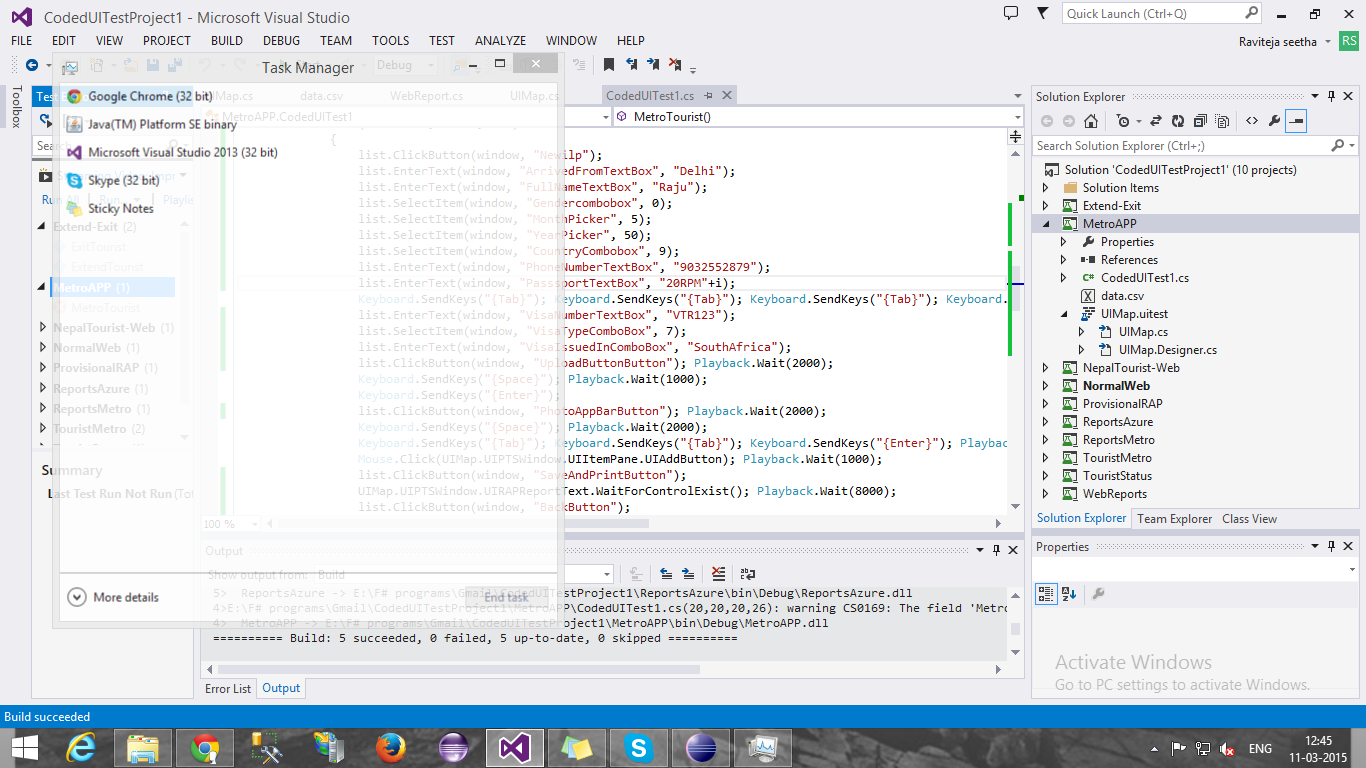 CodedUITestProject1 - Microsoft Visual Studio
Quick Launch (Ctrl+Q)
FILE EDIT VIEW PROJECT BUILD DEBUG TEAM TOOLS TEST ANALYZE WINDOW HELP
Raviteja seetha RS
Debug
Task Manager
Google Chrome (32 bit)
Java(TM) Platform SE binary
Microsoft Visual Studio 2013 (32 bit)
Skype (32 bit)
Sticky Notes
More details
End task
Toolbox
Run All
Playlis
Extend-Exit (2)
ExitTourist
ExtendTourist
MetroAPP (1)
MetroTourist
NepalTourist-Web (1)
NormalWeb (1)
ProvisionalRAP (1)
ReportsAzure (1)
ReportsMetro (1)
TouristMetro (2)
Summary
Last Test Run Not Run (Tot
UIMap.cs data.csv WebReport.cs UIMap.cs CodedUITest1.cs
MetroAPP.CodedUITest1 MetroTourist()
{
list.ClickButton(window, "Newilp");
list.EnterText(window, "ArrivedFromTextBox", "Delhi");
list.EnterText(window, "FullNameTextBox", "Raju");
list.SelectItem(window, "Gendercombobox", 0);
list.SelectItem(window, "MonthPicker", 5);
list.SelectItem(window, "YearPicker", 50);
list.SelectItem(window, "CountryCombobox", 9);
list.EnterText(window, "PhoneNumberTextBox", "9032552879");
list.EnterText(window, "PassportTextBox", "20RPM"+i);
Keyboard.SendKeys("{Tab}"); Keyboard.SendKeys("{Tab}"); Keyboard.SendKeys("{Tab}"); Keyboard.
list.EnterText(window, "VisaNumberTextBox", "VTR123");
list.SelectItem(window, "VisaTypeComboBox", 7);
list.EnterText(window, "VisaIssuedInComboBox", "SouthAfrica");
list.ClickButton(window, "UploadButtonButton"); Playback.Wait(2000);
Keyboard.SendKeys("{Space}"); Playback.Wait(1000);
Keyboard.SendKeys("{Enter}");
list.ClickButton(window, "PhotoAppBarButton"); Playback.Wait(2000);
Keyboard.SendKeys("{Space}"); Playback.Wait(2000);
Keyboard.SendKeys("{Tab}"); Keyboard.SendKeys("{Tab}"); Keyboard.SendKeys("{Enter}"); Playbac
Mouse.Click(UIMap.UIPTSWindow.UIItemPane.UIAddButton); Playback.Wait(1000);
list.ClickButton(window, "SaveAndPrintButton");
UIMap.UIPTSWindow.UIRAPReportText.WaitForControlExist(); Playback.Wait(8000);
list.ClickButton(window, "BackButton");
100 %
Output
Show output from: Build
5> ReportsAzure -> E:\F# programs\Gmail\CodedUITestProject1\ReportsAzure\bin\Debug\ReportsAzure.dll
4>E:\F# programs\Gmail\CodedUITestProject1\MetroAPP\CodedUITest1.cs(20,20,20,26): warning CS0169: The field 'Metro
4> MetroAPP -> E:\F# programs\Gmail\CodedUITestProject1\MetroAPP\bin\Debug\MetroAPP.dll
========== Build: 5 succeeded, 0 failed, 5 up-to-date, 0 skipped ==========
Error List Output
Solution Explorer
Search Solution Explorer (Ctrl+;)
Solution 'CodedUITestProject1' (10 projects)
Solution Items
Extend-Exit
MetroAPP
Properties
References
C# CodedUITest1.cs
data.csv
UIMap.uitest
UIMap.cs
UIMap.Designer.cs
NepalTourist-Web
NormalWeb
ProvisionalRAP
ReportsAzure
ReportsMetro
TouristMetro
TouristStatus
WebReports
Solution Explorer Team Explorer Class View
Properties
Activate Windows
Go to PC settings to activate Windows.
Build succeeded
ENG
12:45
11-03-2015